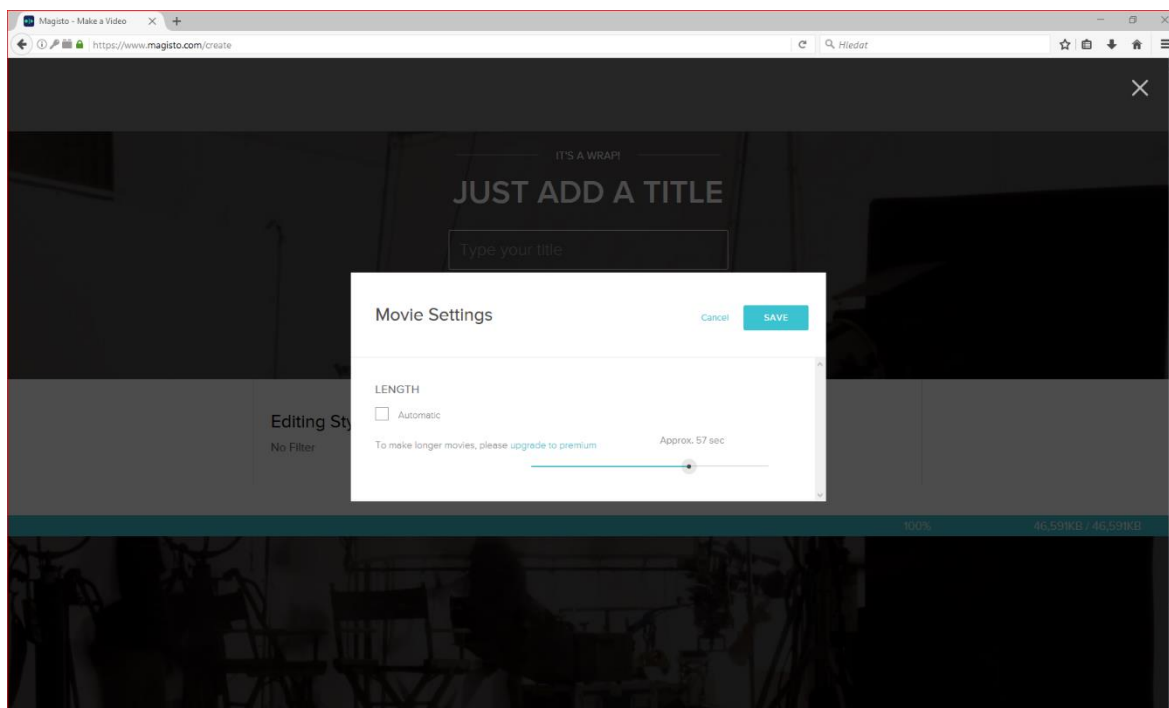 Magisto - Make a Video
https://www.magisto.com/create
Hledat
IT'S A WRAP!
JUST ADD A TITLE
Type your title
Movie Settings
Cancel
SAVE
LENGTH
Automatic
To make longer movies, please upgrade to premium
Approx. 57 sec
Editing Sty
No Filter
100%
46,591KB / 46,591KB